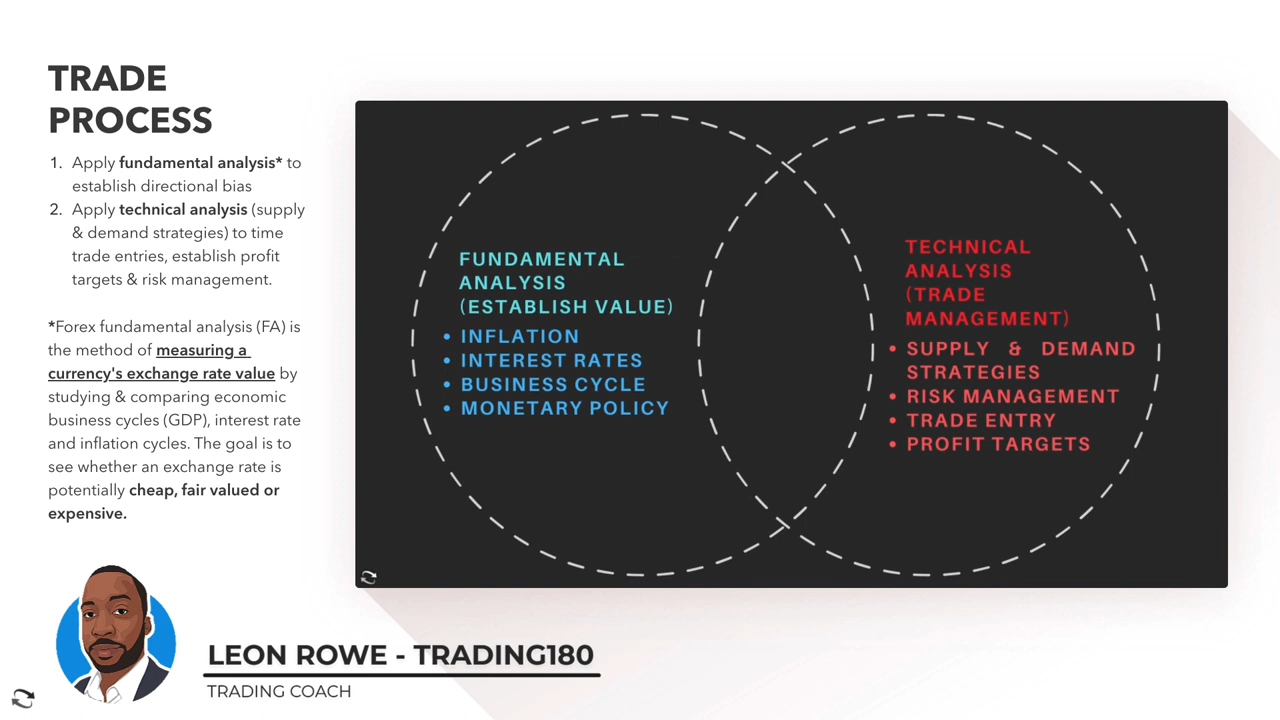 TRADE
PROCESS
1. Apply fundamental analysis* to
establish directional bias
2. Apply technical analysis (supply
& demand strategies) to time
trade entries, establish profit
targets & risk management.
*Forex fundamental analysis (FA) is
the method of measuring a
currency's exchange rate value by
studying & comparing economic
business cycles (GDP), interest rate
and inflation cycles. The goal is to
see whether an exchange rate is
potentially cheap, fair valued or
expensive.
FUNDAMENTAL
ANALYSIS
(ESTABLISH VALUE)
• INFLATION
• INTEREST RATES
• BUSINESS CYCLE
• MONETARY POLICY
TECHNICAL
ANALYSIS
(TRADE
MANAGEMENT)
• SUPPLY & DEMAND
STRATEGIES
• RISK MANAGEMENT
• TRADE ENTRY
• PROFIT TARGETS
LEON ROWE - TRADING180
TRADING COACH